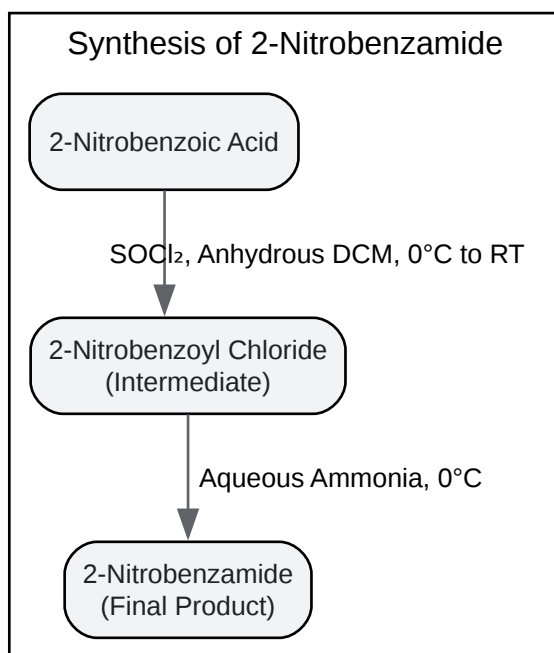 Synthesis of 2-Nitrobenzamide
2-Nitrobenzoic Acid
SOCl₂, Anhydrous DCM, 0°C to RT
2-Nitrobenzoyl Chloride
(Intermediate)
Aqueous Ammonia, 0°C
2-Nitrobenzamide
(Final Product)